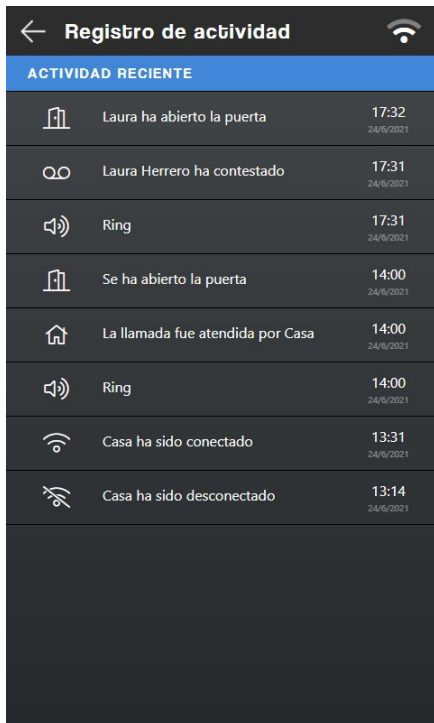 Registro de actividad
ACTIVIDAD RECIENTE
Laura ha abierto la puerta 17:32
24/6/2021
Laura Herrero ha contestado 17:31
24/6/2021
Ring 17:31
24/6/2021
Se ha abierto la puerta 14:00
24/6/2021
La llamada fue atendida por Casa 14:00
24/6/2021
Ring 14:00
24/6/2021
Casa ha sido conectado 13:31
24/6/2021
Casa ha sido desconectado 13:14
24/6/2021